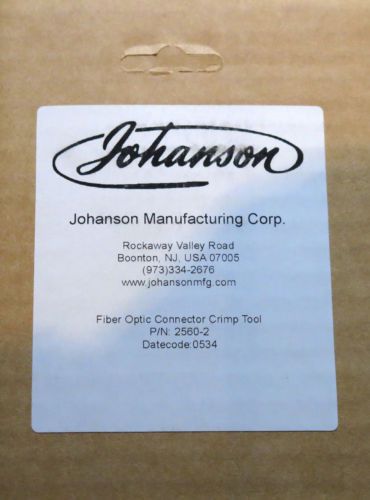 Johanson
Johanson Manufacturing Corp.
Rockaway Valley Road
Boonton, NJ, USA 07005
(973)334-2676
www.johansonmfg.com
Fiber Optic Connector Crimp Tool
P/N: 2560-2
Datecode:0534